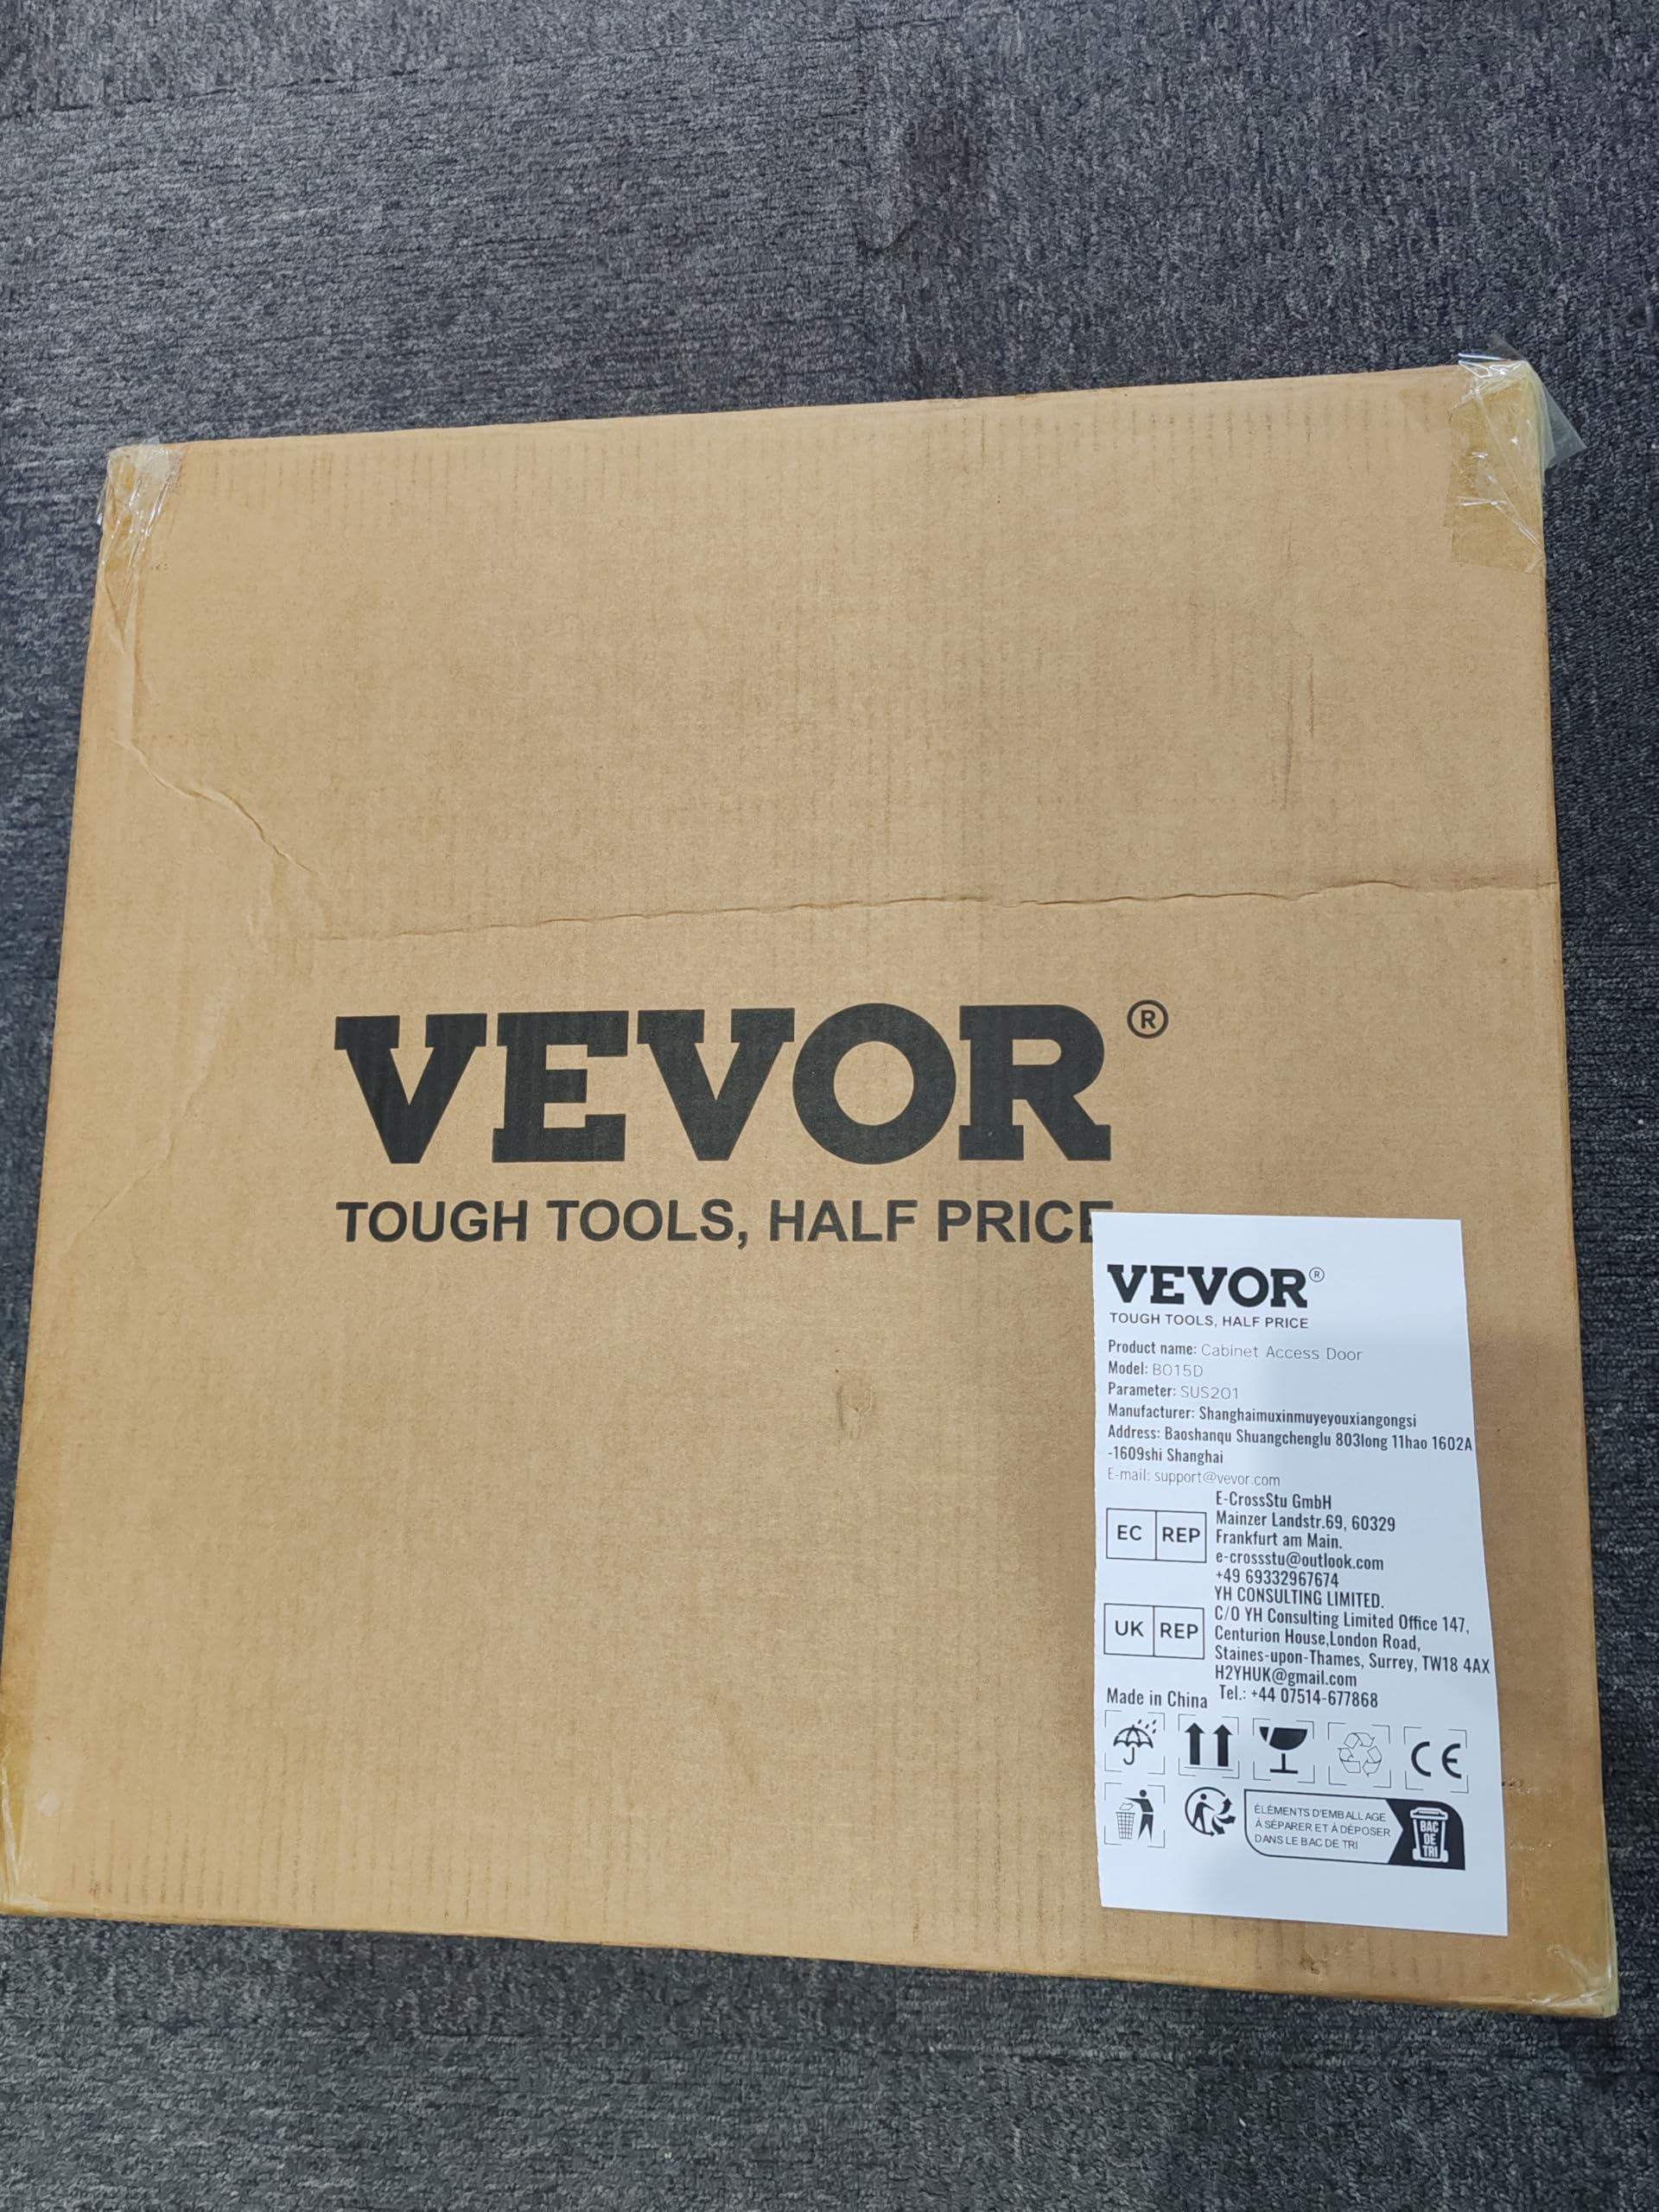 VEVOR®
TOUGH TOOLS, HALF PRICE
VEVOR®
TOUGH TOOLS, HALF PRICE
Product name: Cabinet Access Door
Model: BO15D
Parameter: SUS201
Manufacturer: Shanghaimuxinmuyeyouxiangongsi
Address: Baoshanqu Shuangchenglu 803long 11hao 1602A
-1609shi Shanghai
E-mail: support@vevor.com
EC REP
E-CrossStu GmbH
Mainzer Landstr.69, 60329
Frankfurt am Main.
e-crossstu@outlook.com
+49 69332967674
UK REP
YH CONSULTING LIMITED.
C/O YH Consulting Limited Office 147,
Centurion House,London Road,
Staines-upon-Thames, Surrey, TW18 4AX
H2YHUK@gmail.com
Tel.: +44 07514-677868
Made in China
CE
ÉLÉMENTS D'EMBALLAGE
À SÉPARER ET À DÉPOSER
DANS LE BAC DE TRI
BAC
DE
TRI